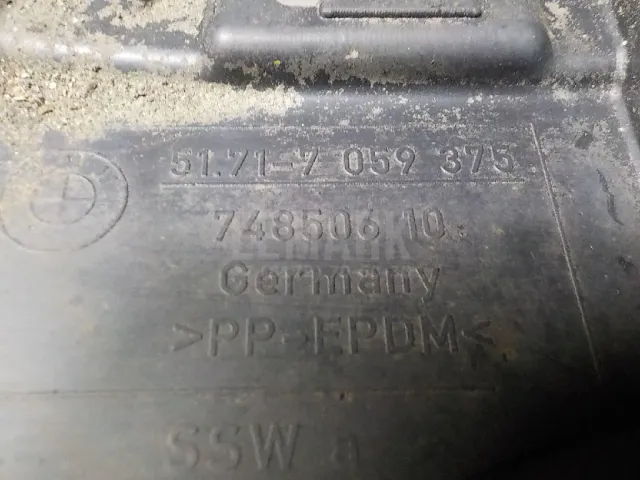 51.71-7 059 375
748506 10
Germany
>PP-EPDM<
SSW a